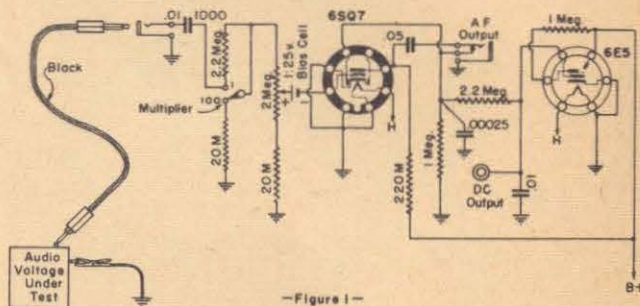 .01
1000
2.2 Meg.
1
100
Multiplier
20 M
2 Meg.
20 M
1.25 v.
Bias Cell
+
-
6SQ7
.05
A F
Output
1 Meg.
6E5
2.2 Meg.
.00025
1 Meg.
220 M
DC
Output
.01
H
H
B+
Black
Audio
Voltage
Under
Test
—Figure 1—